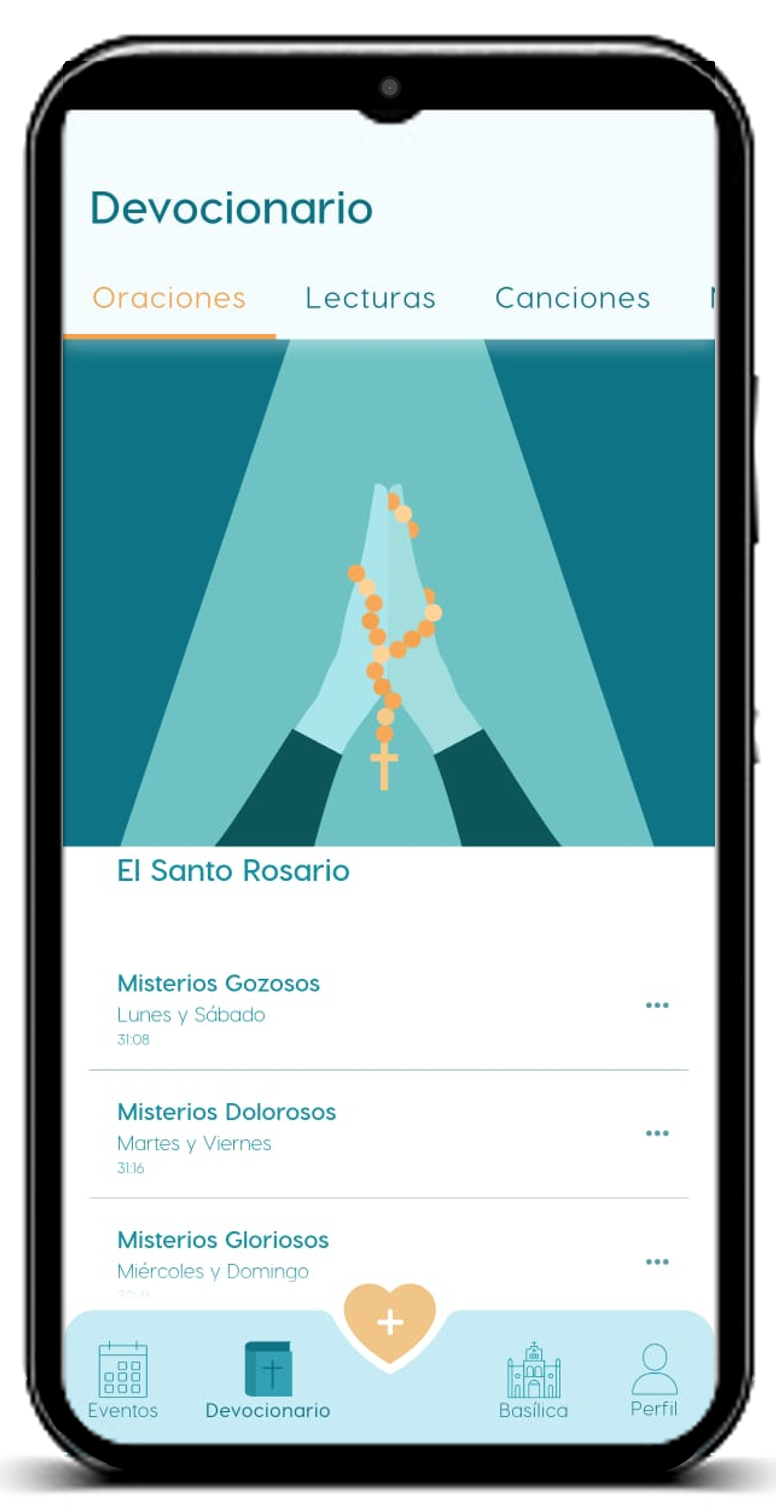 Devocionario
Oraciones Lecturas Canciones
El Santo Rosario
Misterios Gozosos
Lunes y Sábado
31:08
Misterios Dolorosos
Martes y Viernes
31:16
Misterios Gloriosos
Miércoles y Domingo
Eventos Devocionario Basílica Perfil